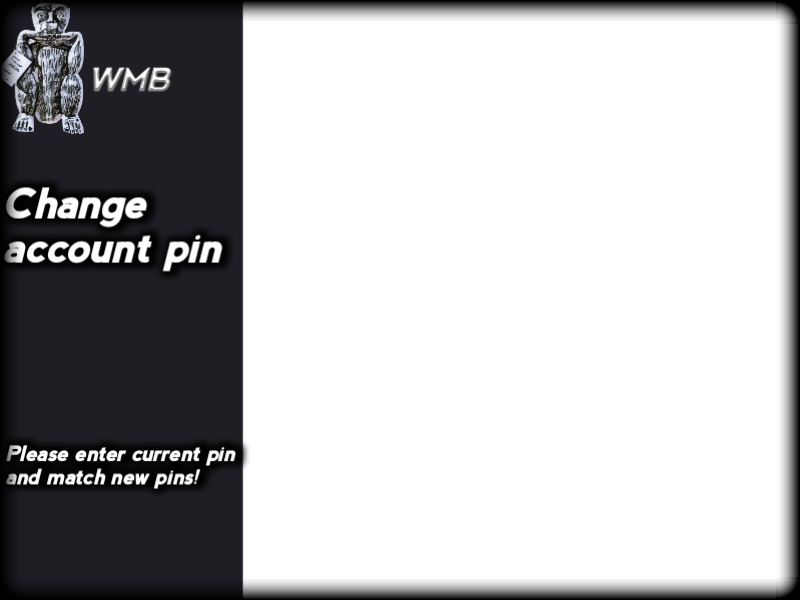 WMB
Change
account pin
Please enter current pin
and match new pins!